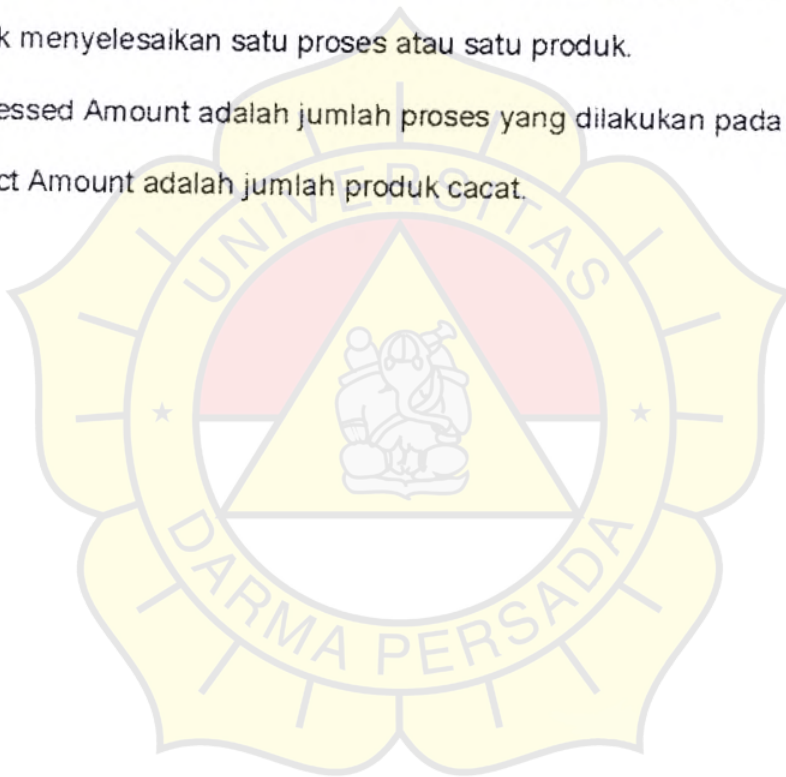 k menyelesaikan satu proses atau satu produk.
essed Amount adalah jumlah proses yang dilakukan pada
ct Amount adalah jumlah produk cacat.
UNIVERSITAS
DARMA PERSADA